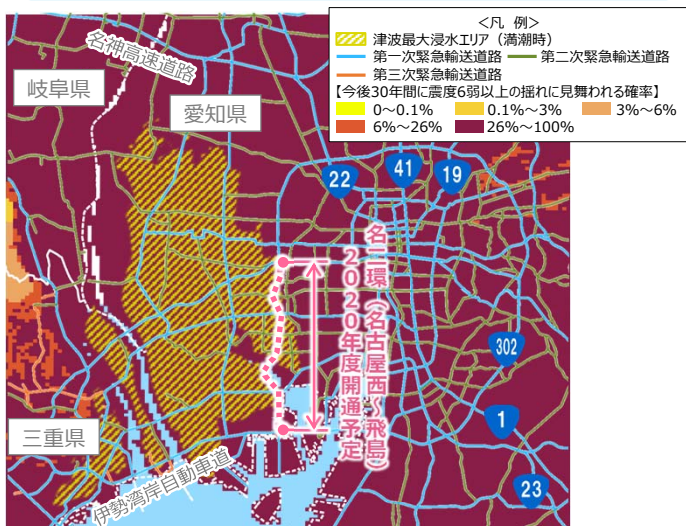 ＜凡 例＞
津波最大浸水エリア（満潮時）
第一次緊急輸送道路
第二次緊急輸送道路
第三次緊急輸送道路
【今後30年間に震度6弱以上の揺れに見舞われる確率】
0～0.1%
0.1%～3%
3%～6%
6%～26%
26%～100%
名神高速道路
岐阜県
愛知県
22
41
19
名二環（名古屋西～飛島）
2020年度開通予定
302
1
三重県
伊勢湾岸自動車道
23